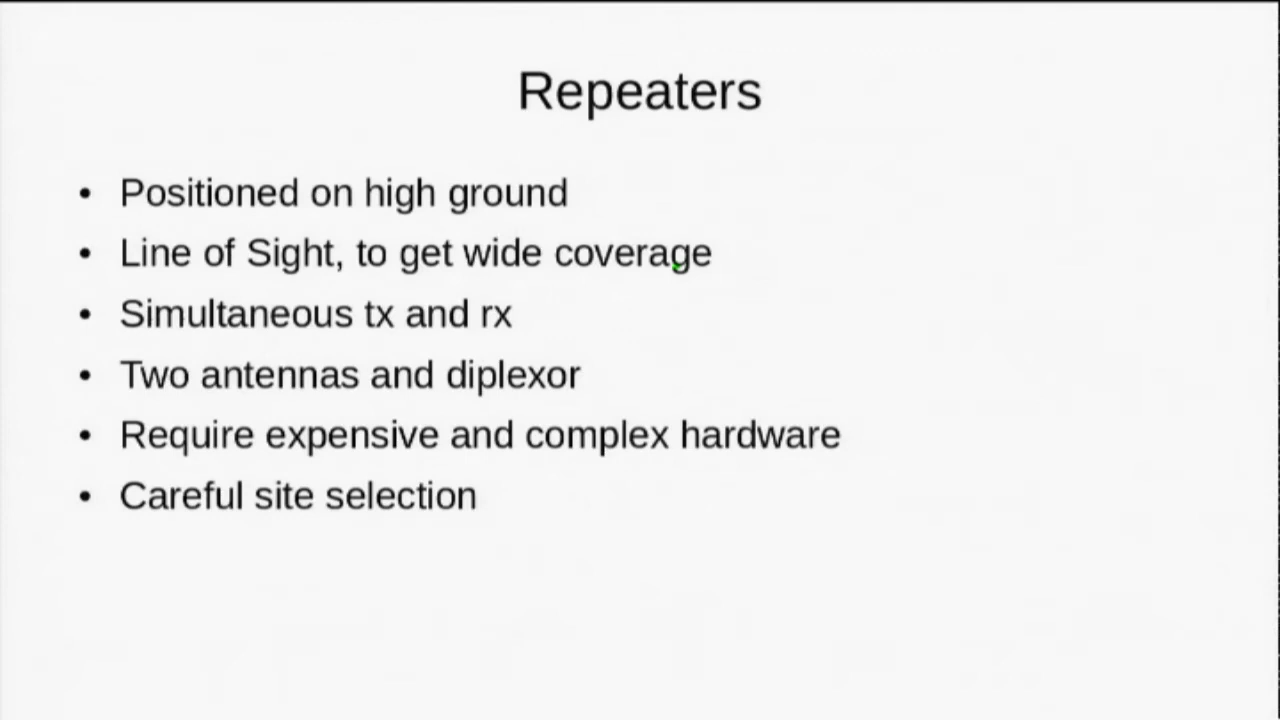 Repeaters
• Positioned on high ground
• Line of Sight, to get wide coverage
• Simultaneous tx and rx
• Two antennas and diplexor
• Require expensive and complex hardware
• Careful site selection